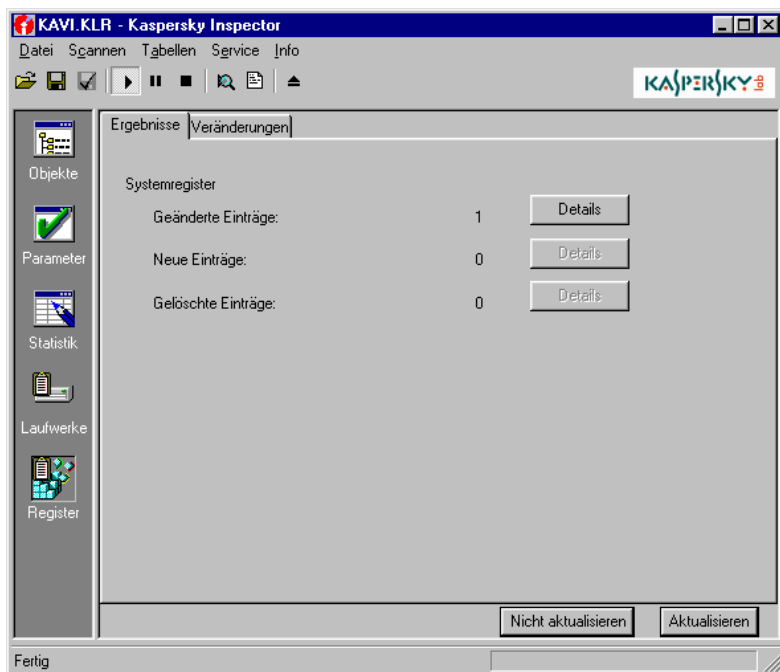 KAVI.KLR - Kaspersky Inspector
Datei Scannen Tabellen Service Info
KASPERSKY lab
Ergebnisse Veränderungen
Objekte
Parameter
Statistik
Laufwerke
Register
Systemregister
Geänderte Einträge: 1 Details
Neue Einträge: 0 Details
Gelöschte Einträge: 0 Details
Nicht aktualisieren Aktualisieren
Fertig